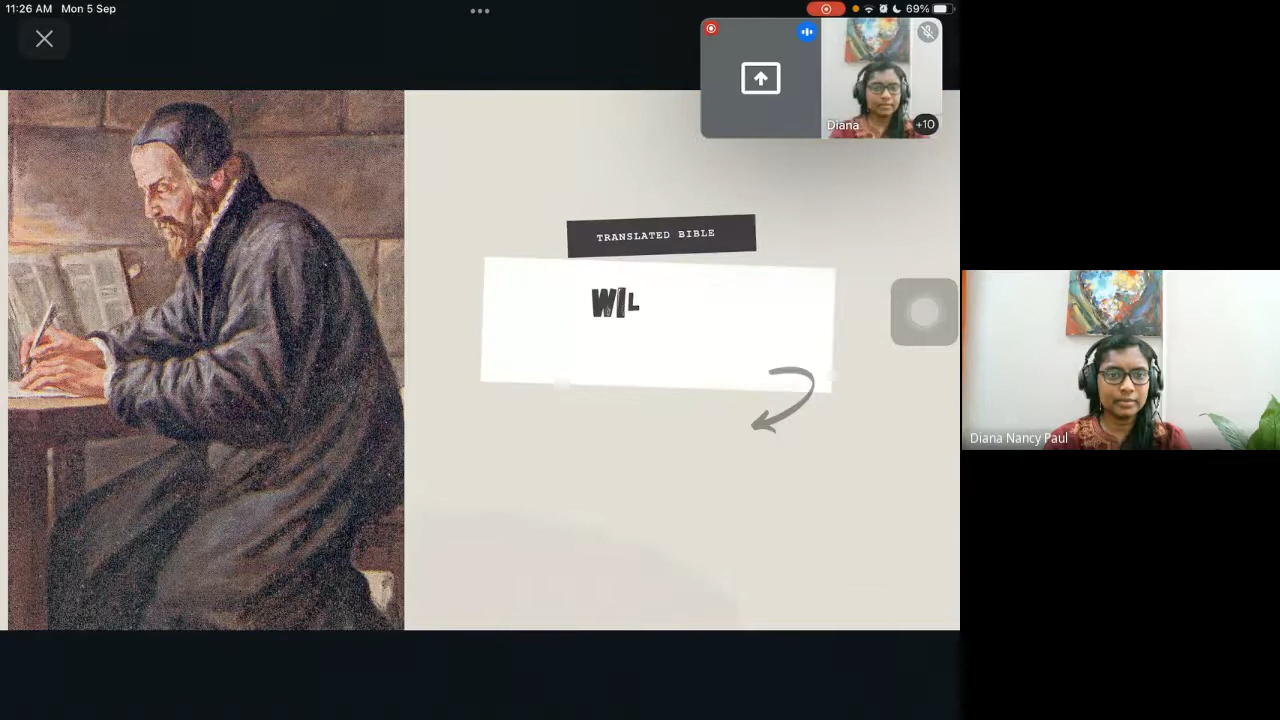 11:26 AM Mon 5 Sep
69%
Diana
+10
TRANSLATED BIBLE
WIL
Diana Nancy Paul